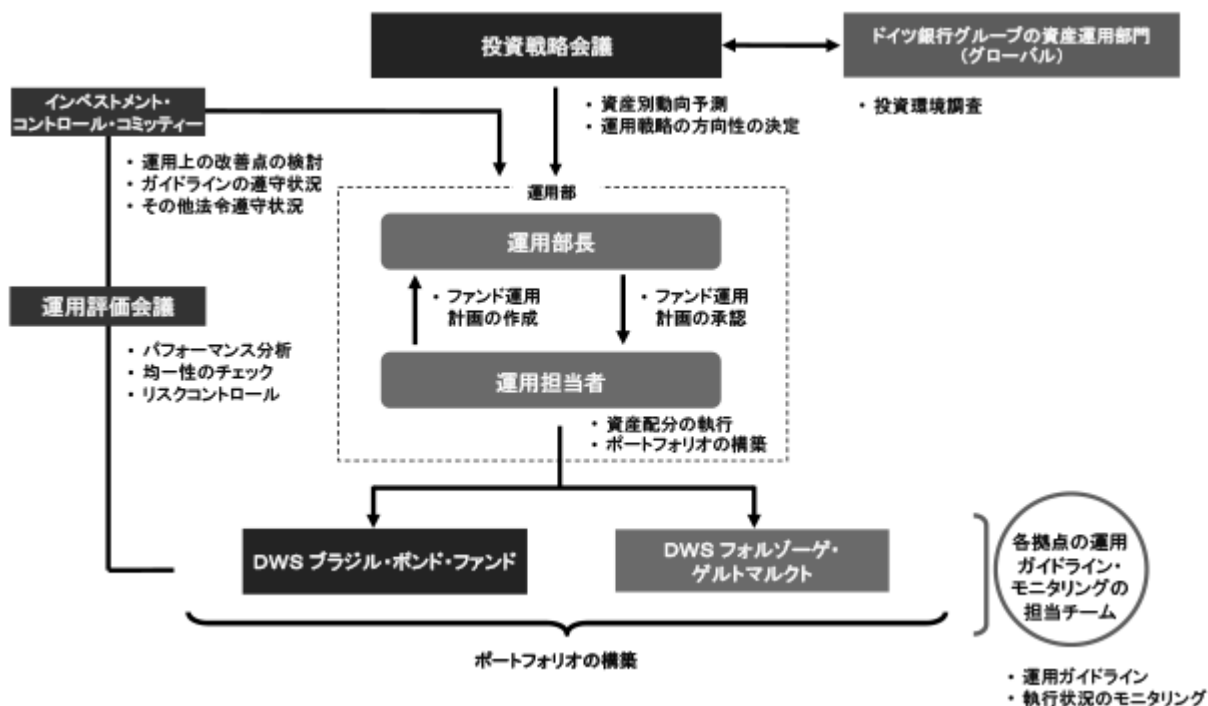 投資戦略会議
ドイツ銀行グループの資産運用部門
(グローバル)
・ 投資環境調査
・ 資産別動向予測
・ 運用戦略の方向性の決定
インベストメント・
コントロール・コミッティー
・ 運用上の改善点の検討
・ ガイドラインの遵守状況
・ その他法令遵守状況
運用部
運用部長
・ ファンド運用
計画の作成
・ ファンド運用
計画の承認
運用評価会議
・ パフォーマンス分析
・ 均一性のチェック
・ リスクコントロール
運用担当者
・ 資産配分の執行
・ ポートフォリオの構築
DWS ブラジル・ボンド・ファンド
DWS フォルゾーゲ・
ゲルトマルクト
各拠点の運用
ガイドライン・
モニタリングの
担当チーム
ポートフォリオの構築
・ 運用ガイドライン
・ 執行状況のモニタリング